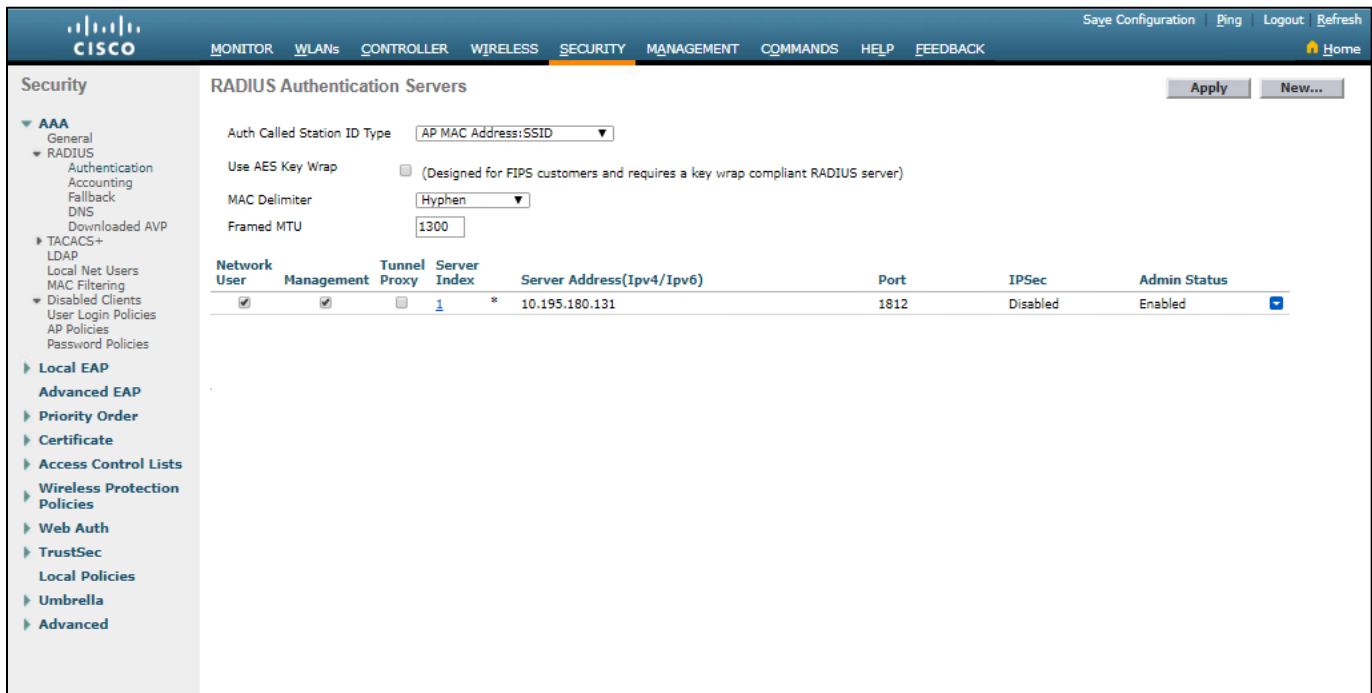 Save Configuration Ping Logout Refresh
CISCO
MONITOR WLANs CONTROLLER WIRELESS SECURITY MANAGEMENT COMMANDS HELP FEEDBACK Home
Security
AAA
General
RADIUS
Authentication
Accounting
Fallback
DNS
Downloaded AVP
TACACS+
LDAP
Local Net Users
MAC Filtering
Disabled Clients
User Login Policies
AP Policies
Password Policies
Local EAP
Advanced EAP
Priority Order
Certificate
Access Control Lists
Wireless Protection
Policies
Web Auth
TrustSec
Local Policies
Umbrella
Advanced
RADIUS Authentication Servers
Apply New...
Auth Called Station ID Type AP MAC Address:SSID
Use AES Key Wrap (Designed for FIPS customers and requires a key wrap compliant RADIUS server)
MAC Delimiter Hyphen
Framed MTU 1300
Network User Management Tunnel Proxy Server Index Server Address(Ipv4/Ipv6) Port IPSec Admin Status
1 * 10.195.180.131 1812 Disabled Enabled